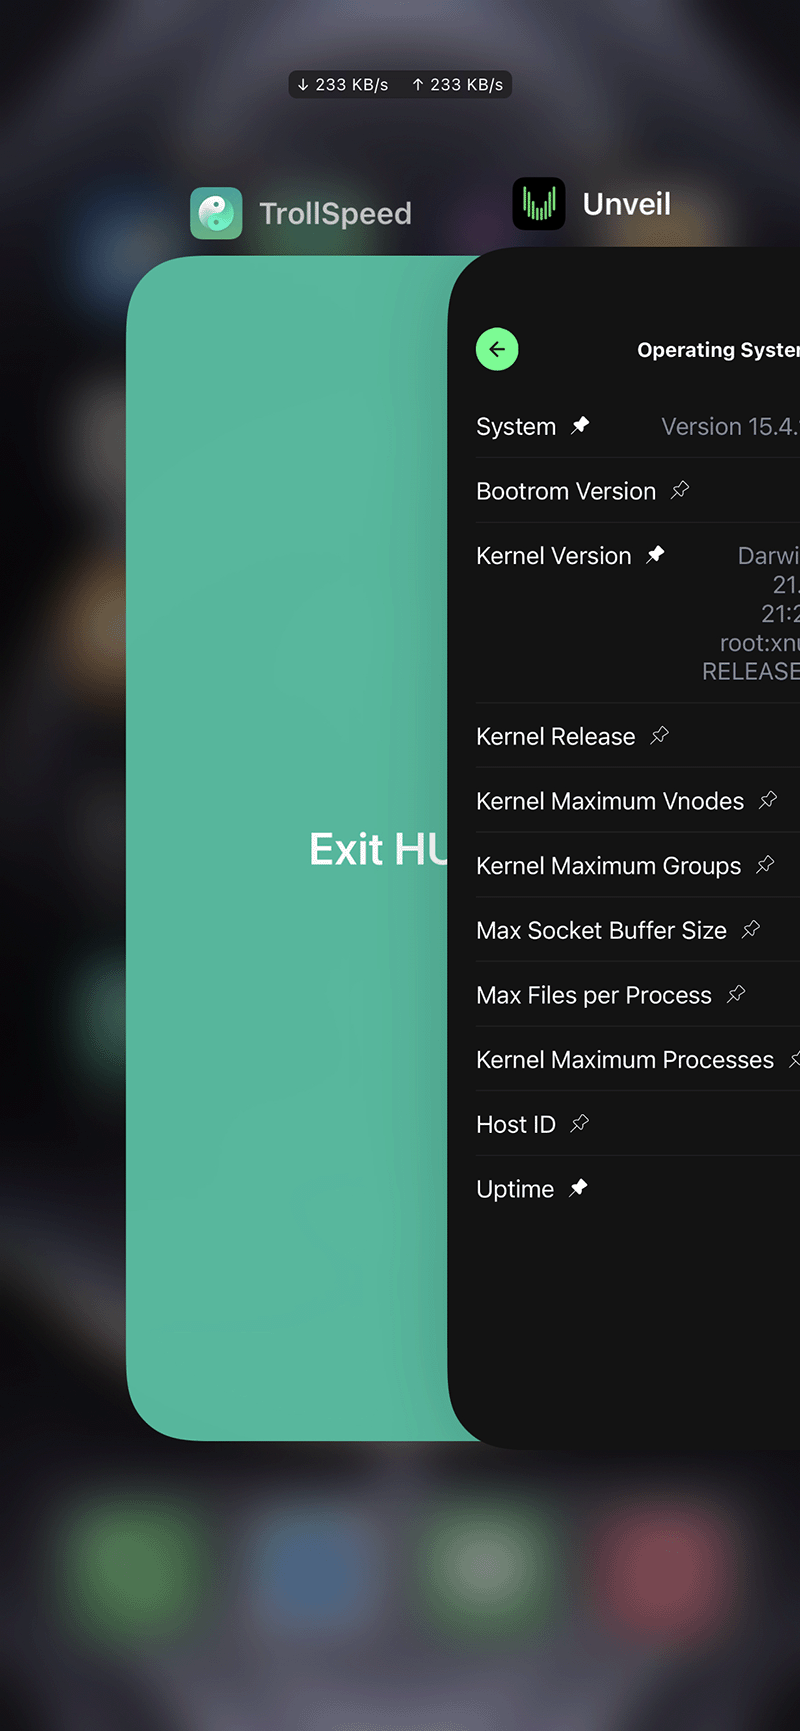 ↓ 233 KB/s ↑ 233 KB/s
TrollSpeed
Unveil
Exit HU
Operating System
System Version 15.4.
Bootrom Version
Kernel Version Darwi
21.
21:2
root:xnu
RELEASE
Kernel Release
Kernel Maximum Vnodes
Kernel Maximum Groups
Max Socket Buffer Size
Max Files per Process
Kernel Maximum Processes
Host ID
Uptime